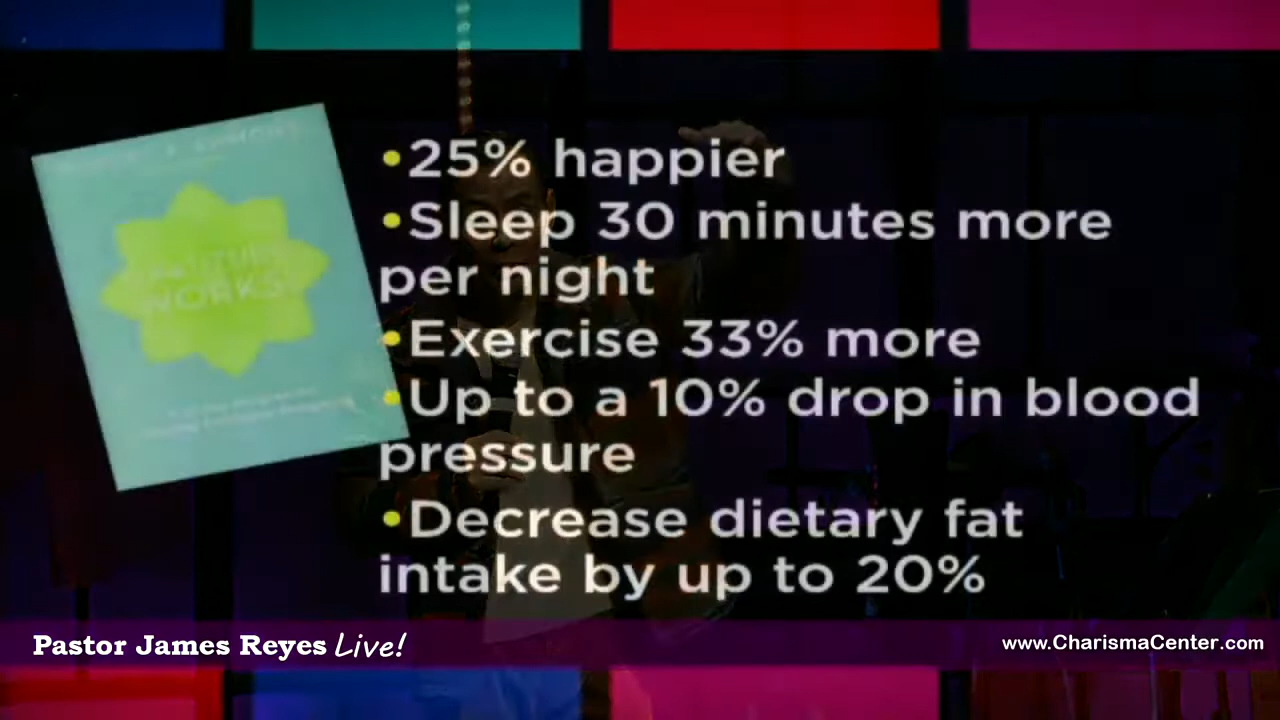 WORKS
•25% happier
•Sleep 30 minutes more
per night
•Exercise 33% more
•Up to a 10% drop in blood
pressure
•Decrease dietary fat
intake by up to 20%
Pastor James Reyes Live!
www.CharismaCenter.com